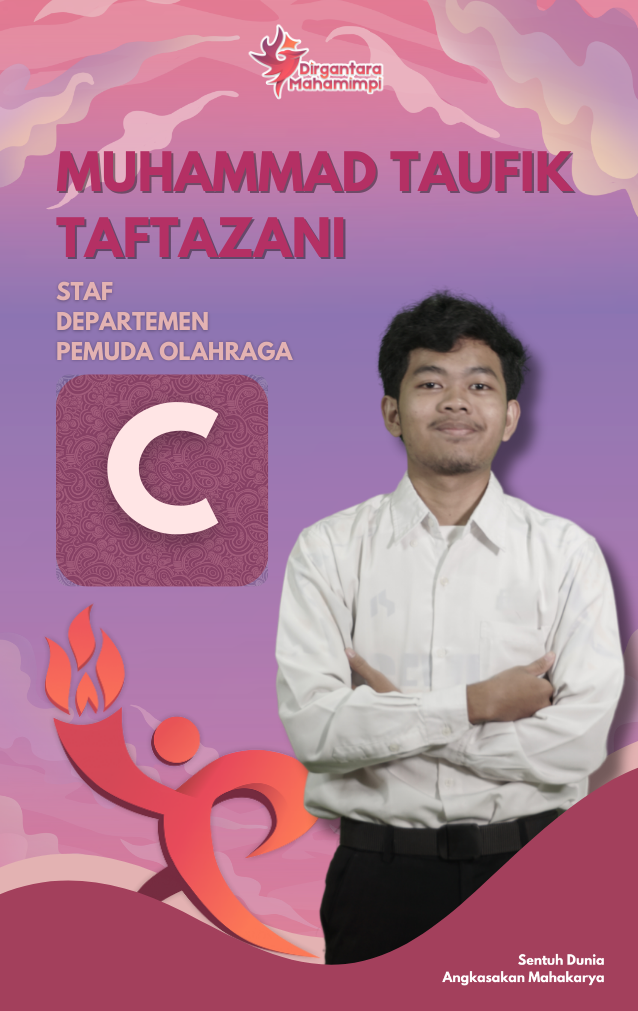 Dirgantara
Mahamimpi
MUHAMMAD TAUFIK
TAFTAZANI
STAF
DEPARTEMEN
PEMUDA OLAHRAGA
C
Sentuh Dunia
Angkasakan Mahakarya